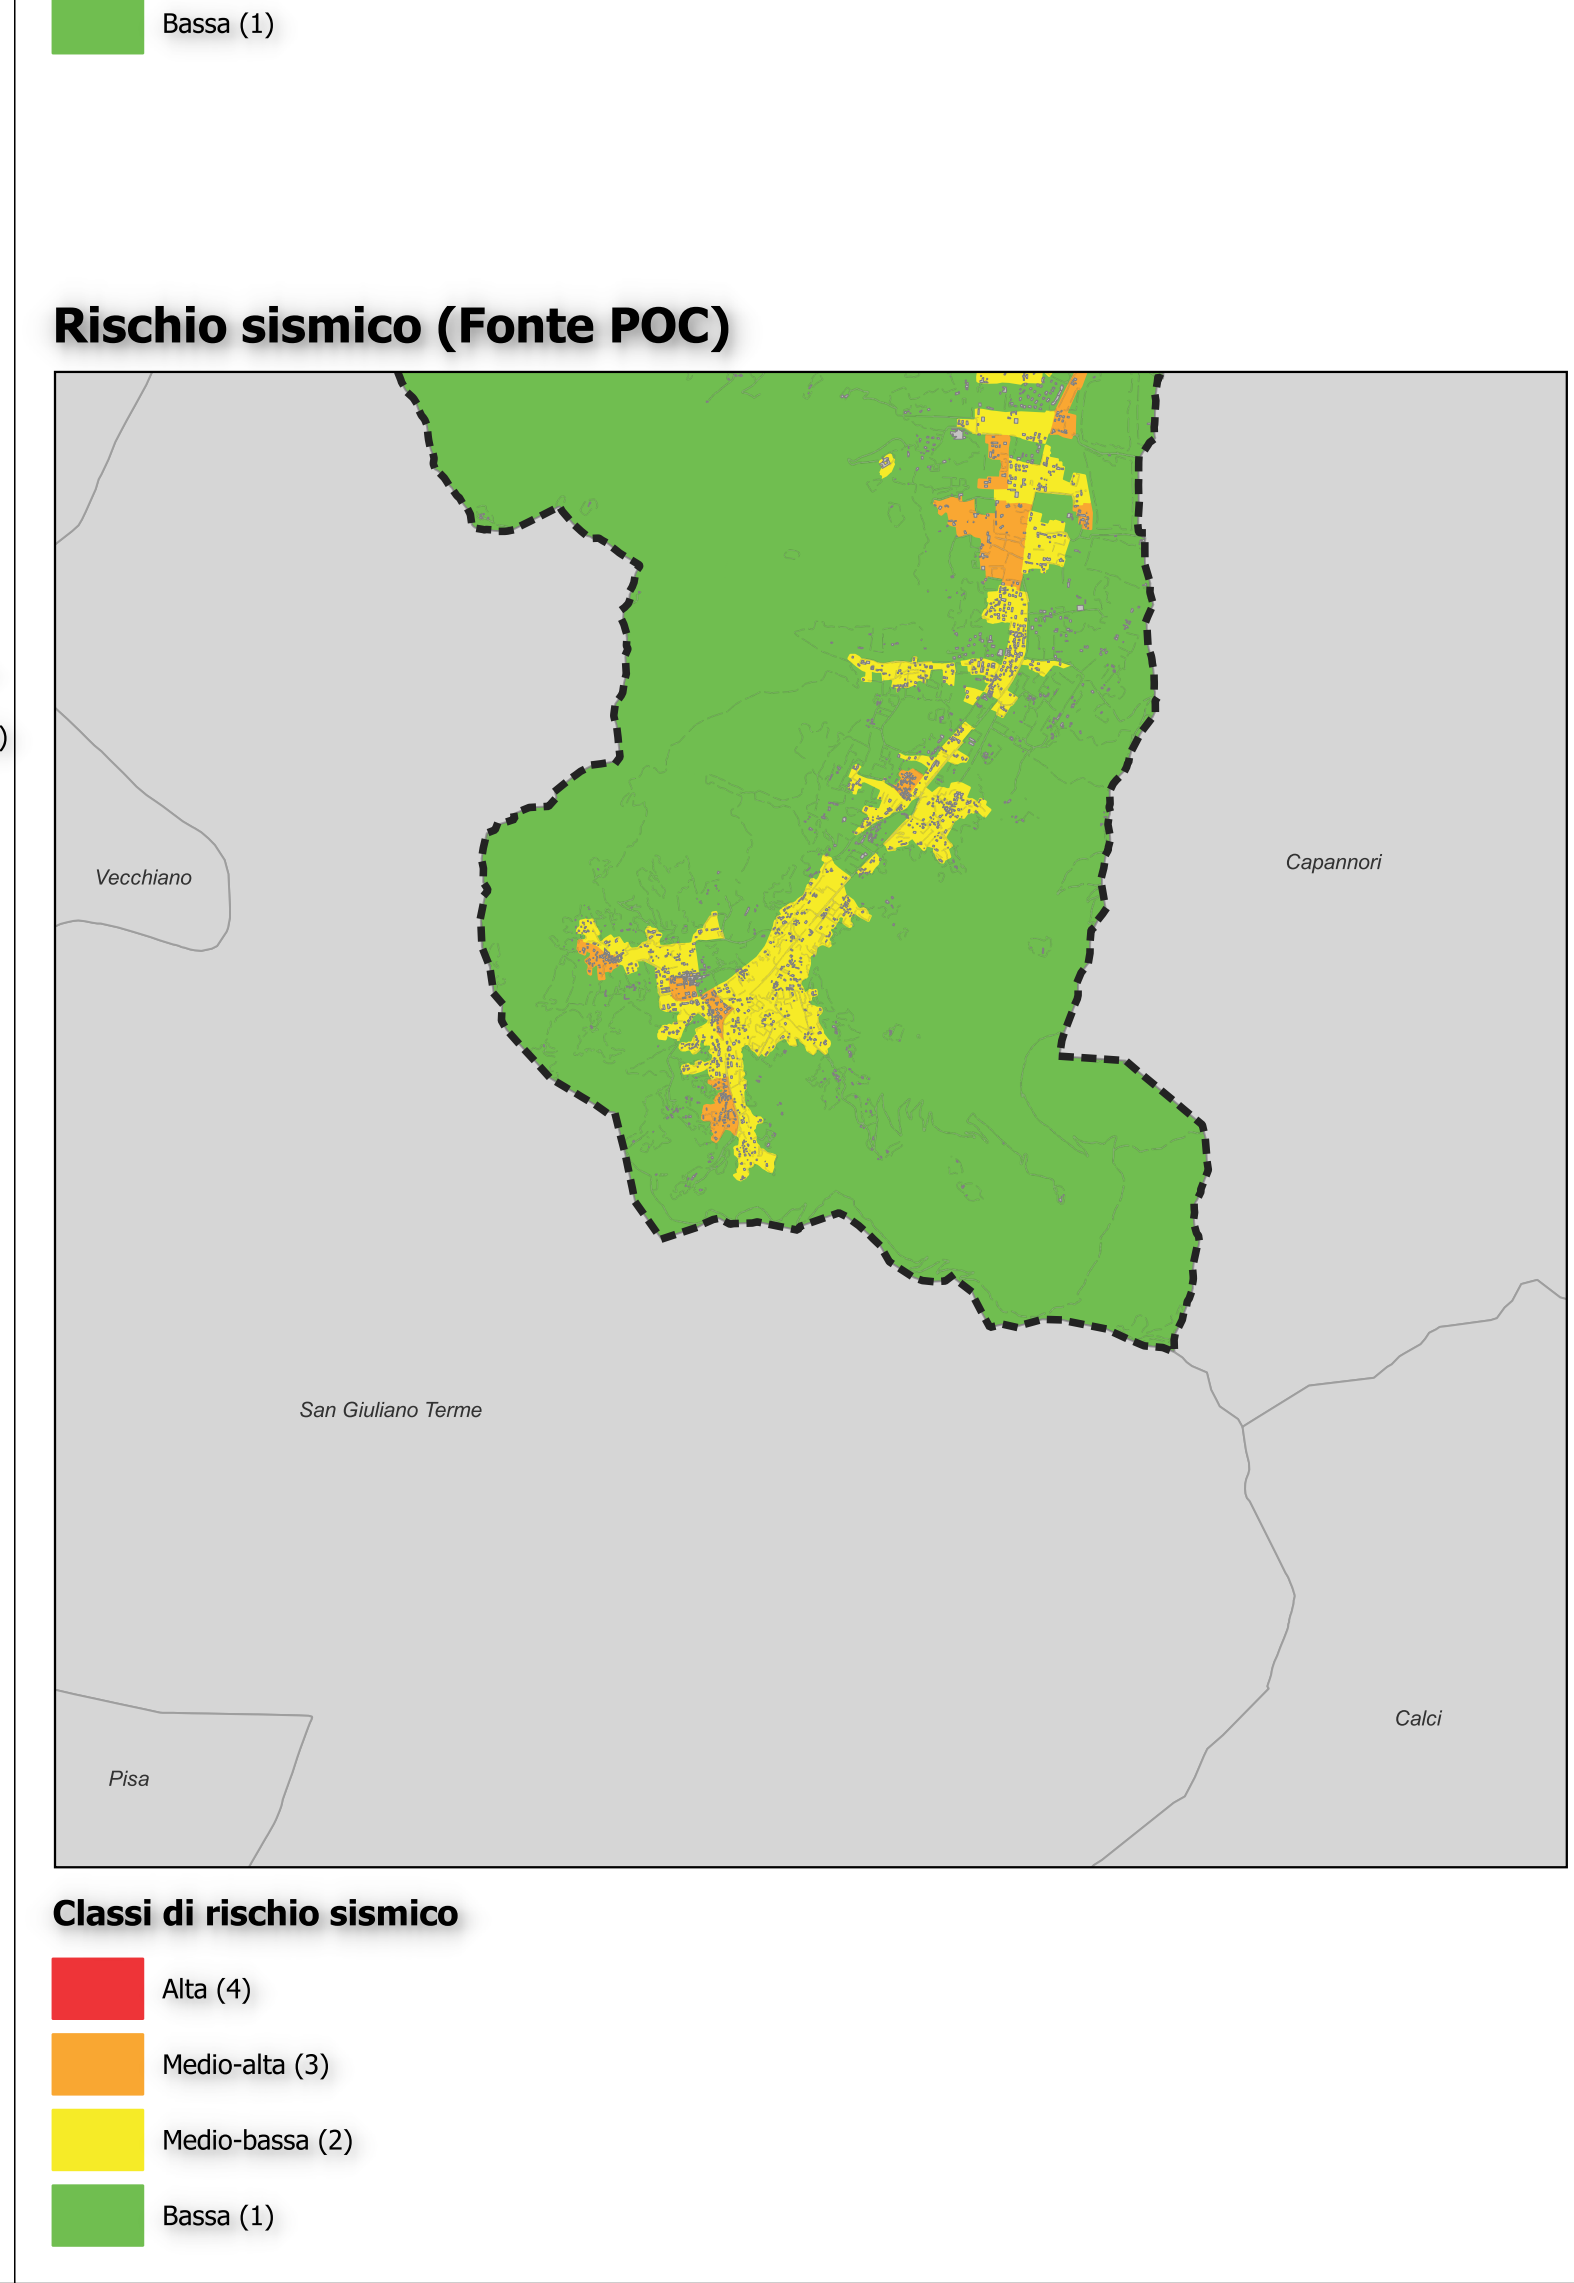 Bassa (1)
Rischio sismico (Fonte POC)
)
Vecchiano
Capannori
San Giuliano Terme
Calci
Pisa
Classi di rischio sismico
Alta (4)
Medio-alta (3)
Medio-bassa (2)
Bassa (1)